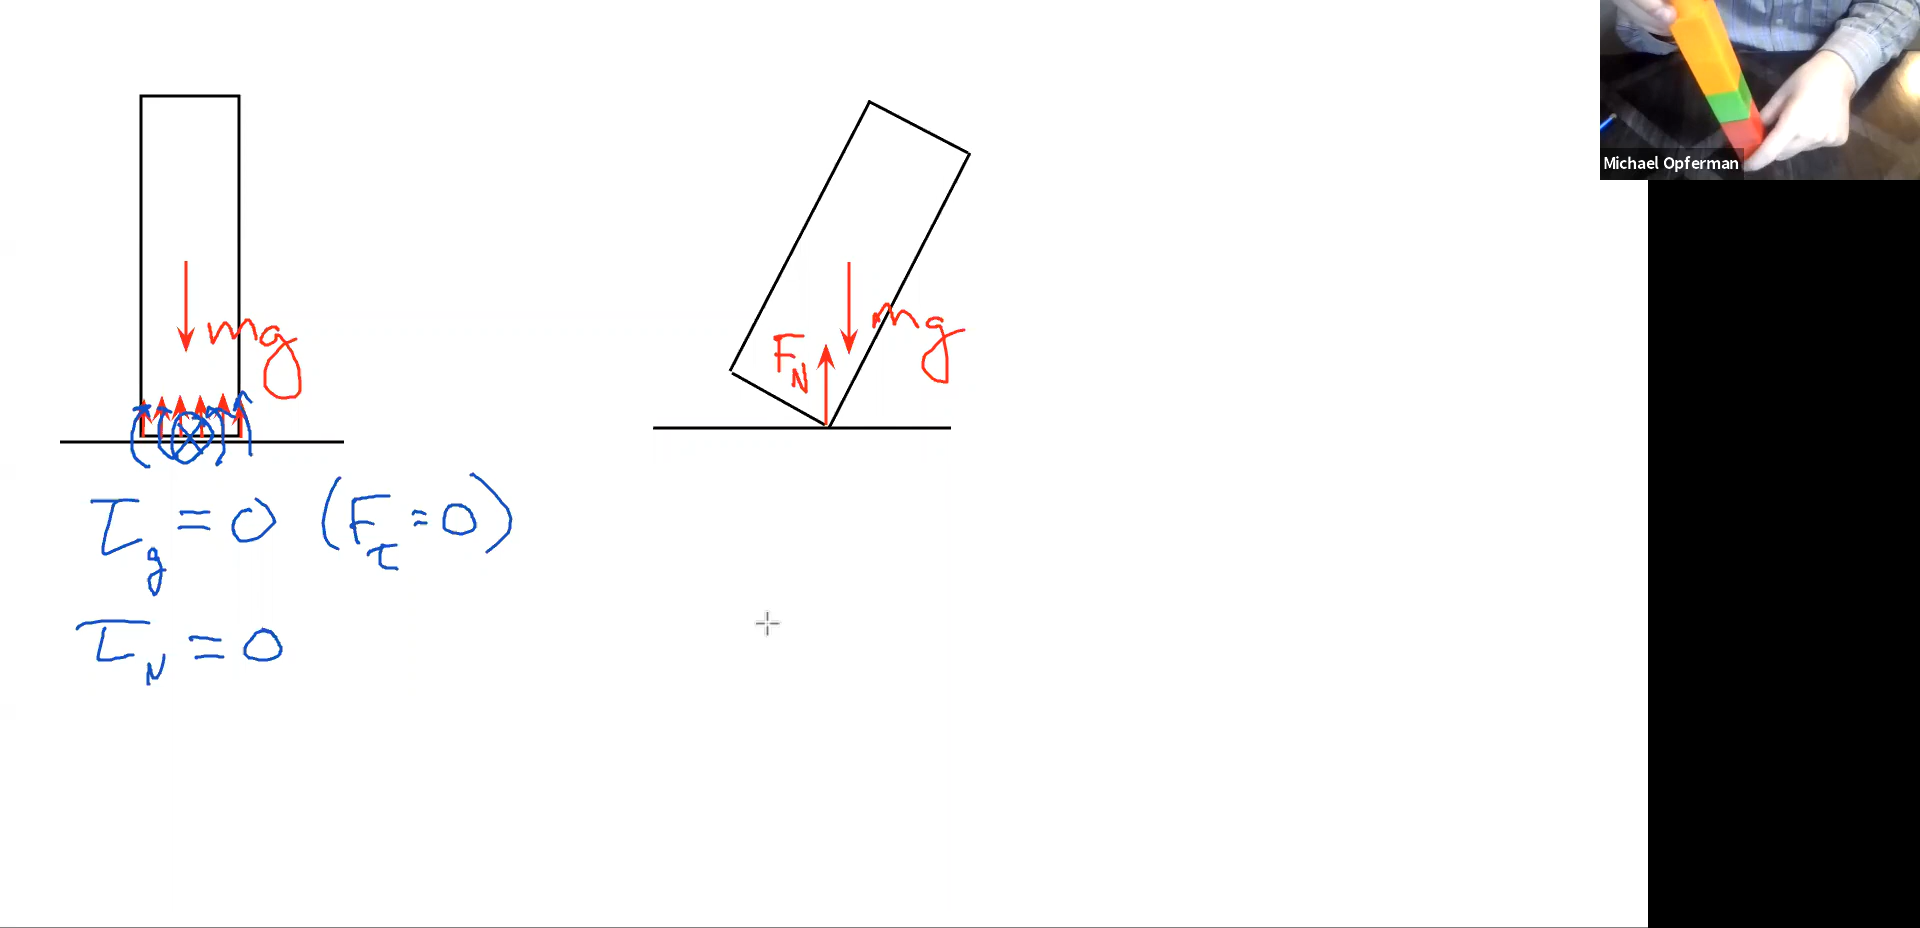 Michael Opferman
mg
mg
F_N
τ_g = 0 (F_τ = 0)
τ_N = 0